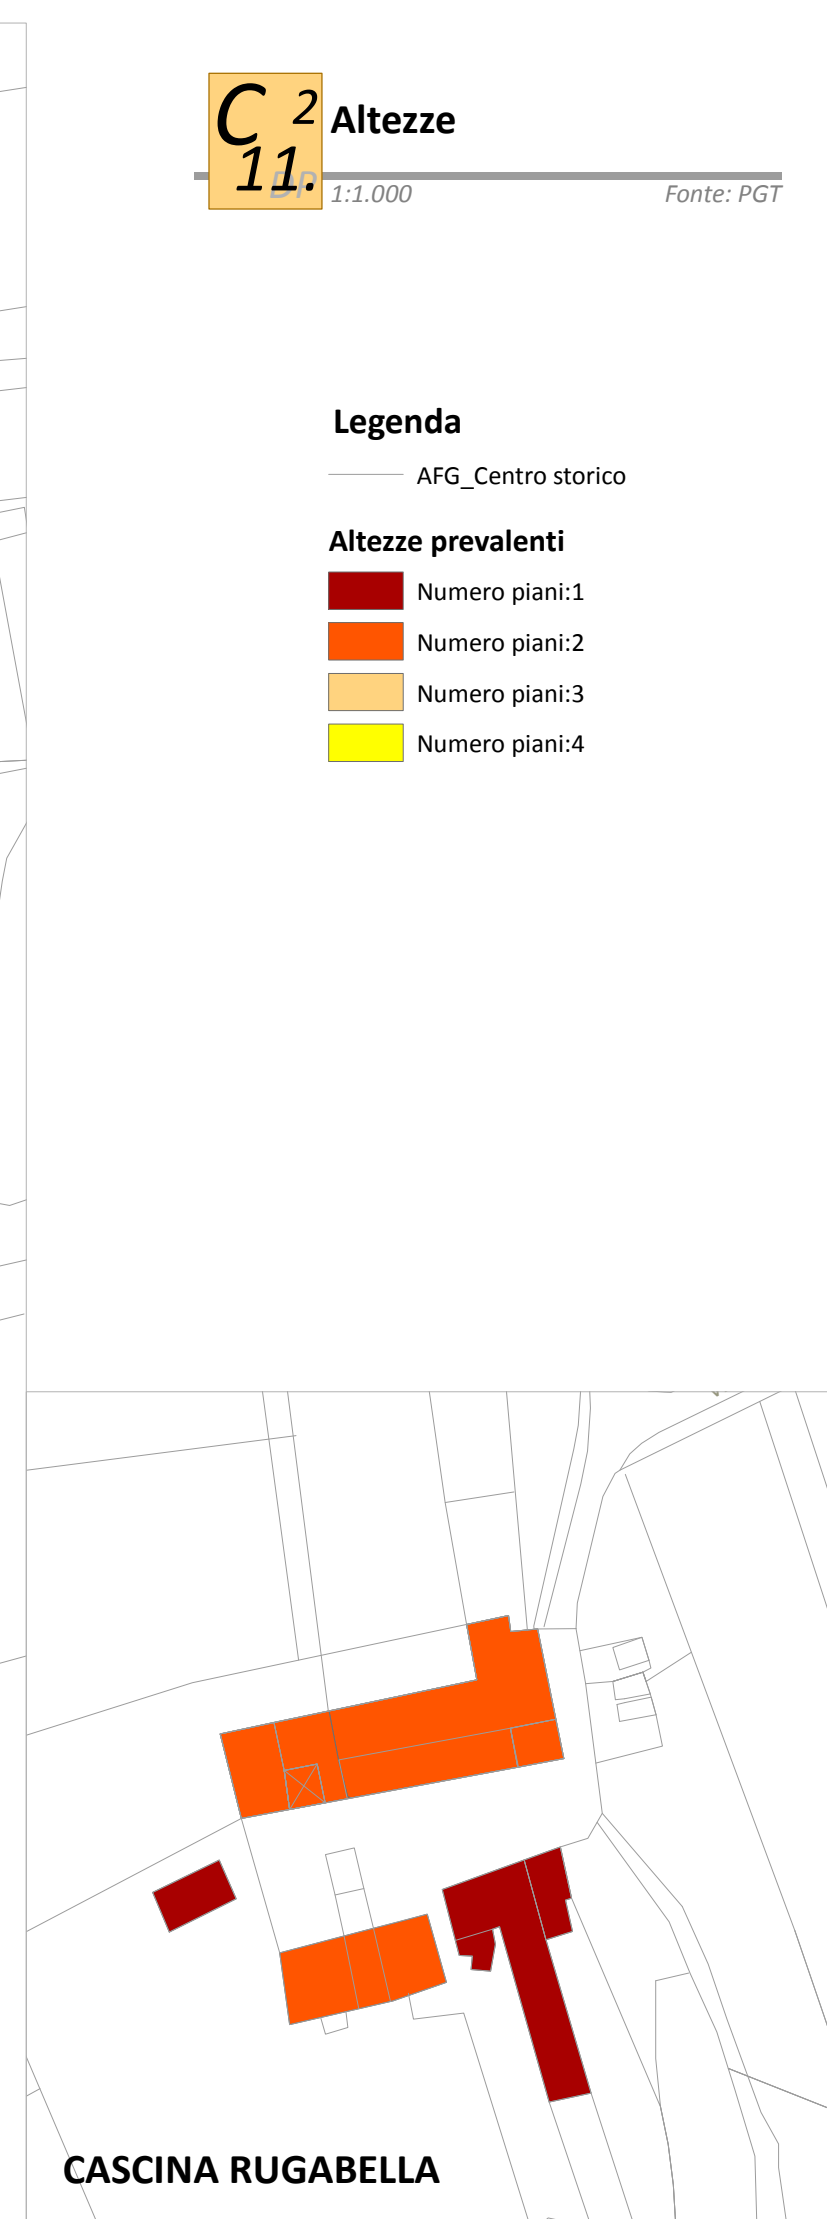 C 2
11.
DP
Altezze
1:1.000 Fonte: PGT
Legenda
AFG_Centro storico
Altezze prevalenti
Numero piani:1
Numero piani:2
Numero piani:3
Numero piani:4
CASCINA RUGABELLA